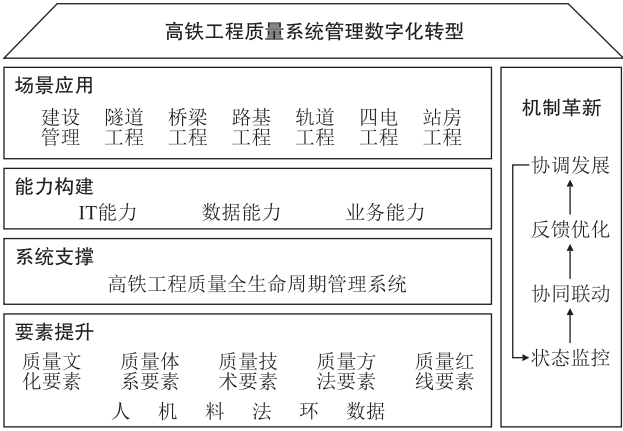 高铁工程质量系统管理数字化转型
场景应用
建设 隧道 桥梁 路基 轨道 四电 站房
管理 工程 工程 工程 工程 工程 工程
能力构建
IT能力 数据能力 业务能力
系统支撑
高铁工程质量全生命周期管理系统
要素提升
质量文 质量体 质量技 质量方 质量红
化要素 系要素 术要素 法要素 线要素
人 机 料 法 环 数据
机制革新
协调发展
反馈优化
协同联动
状态监控